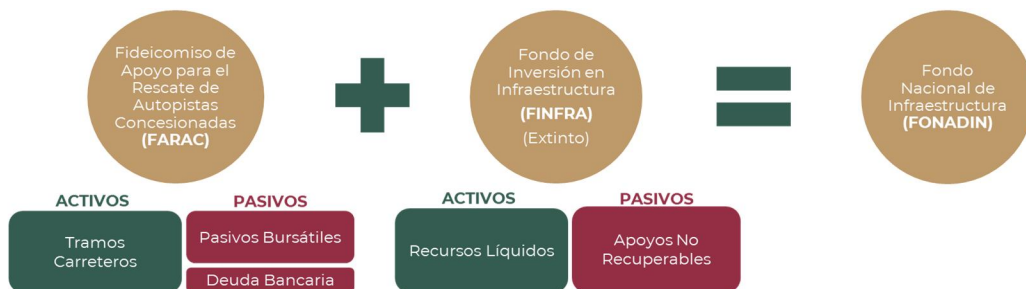 Fideicomiso de
Apoyo para el
Rescate de
Autopistas
Concesionadas
(FARAC)
Fondo de
Inversión en
Infraestructura
(FINFRA)
(Extinto)
Fondo
Nacional de
Infraestructura
(FONADIN)
ACTIVOS
PASIVOS
Tramos
Carreteros
Pasivos Bursátiles
Deuda Bancaria
ACTIVOS
PASIVOS
Recursos Líquidos
Apoyos No
Recuperables